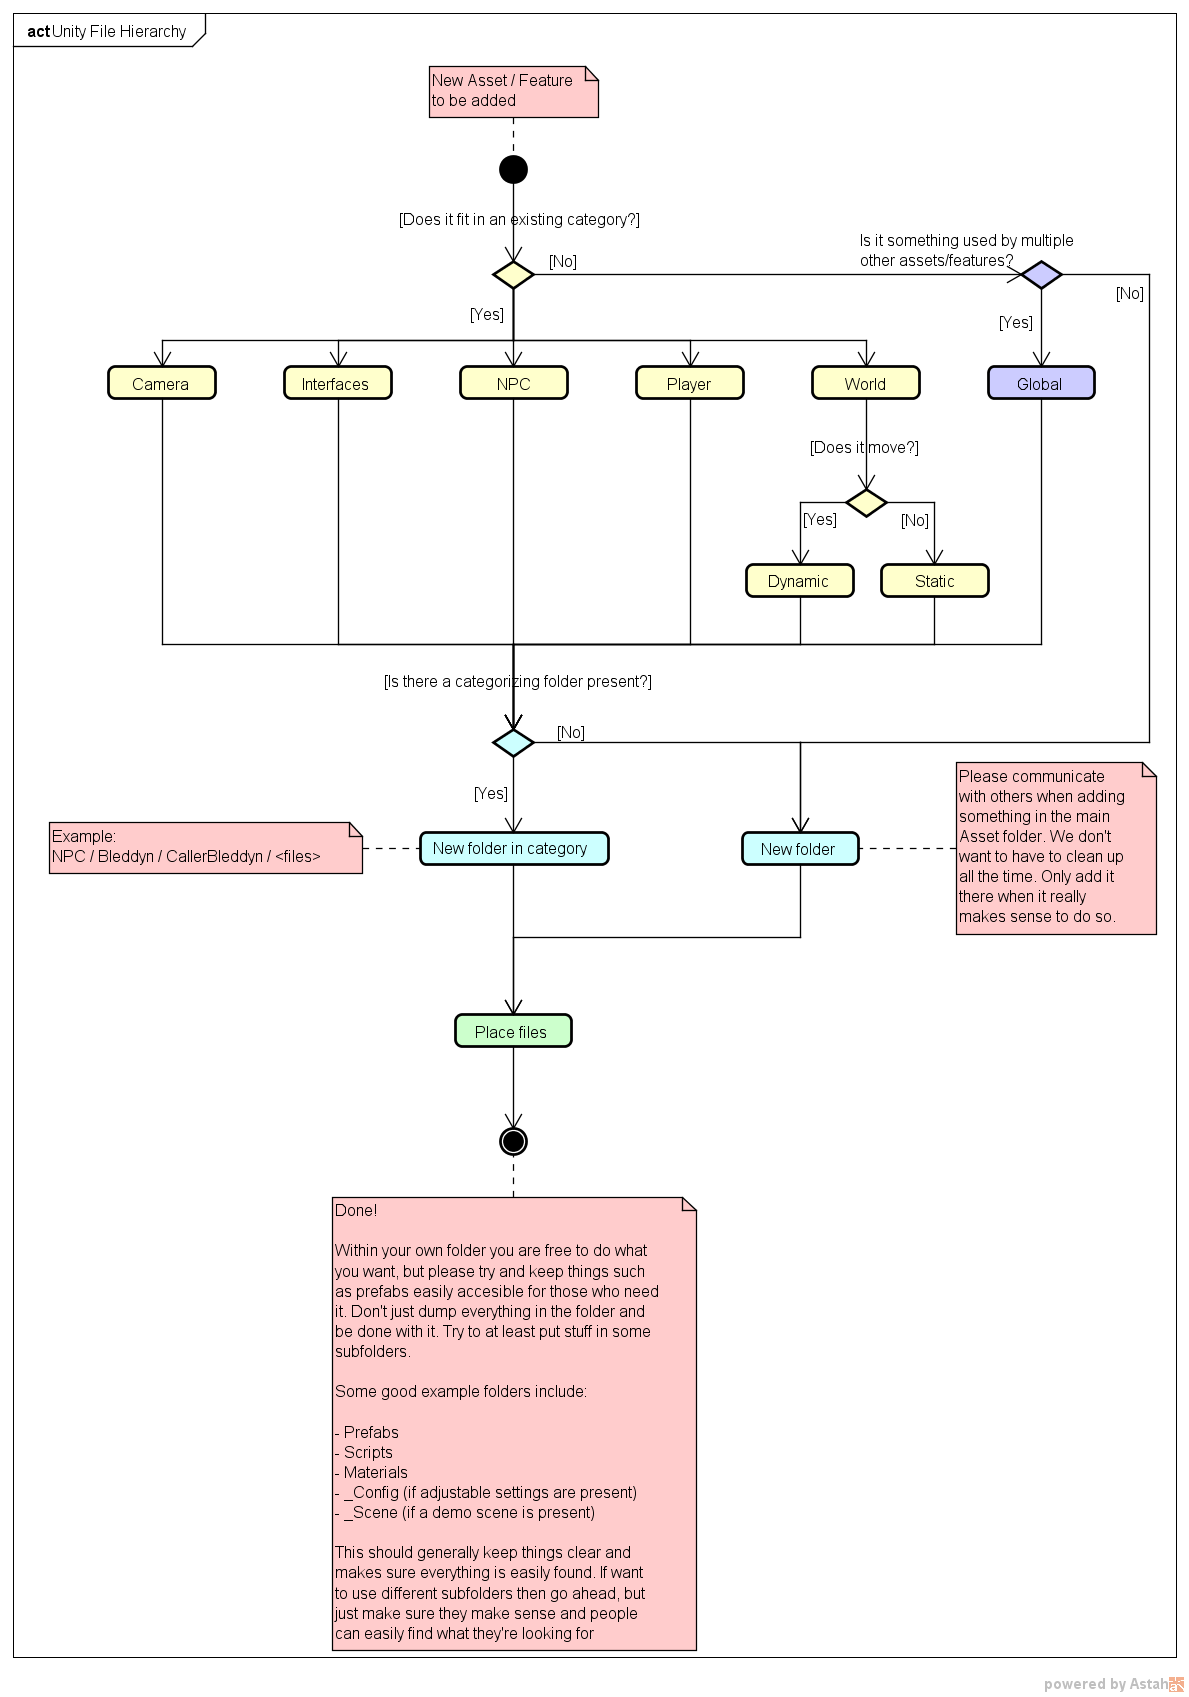 act Unity File Hierarchy
New Asset / Feature
to be added
[Does it fit in an existing category?]
Is it something used by multiple
other assets/features?
[No]
[No]
[Yes]
[Yes]
Camera
Interfaces
NPC
Player
World
Global
[Does it move?]
[Yes]
[No]
Dynamic
Static
[Is there a categorizing folder present?]
[No]
[Yes]
Please communicate
with others when adding
something in the main
Asset folder. We don't
want to have to clean up
all the time. Only add it
there when it really
makes sense to do so.
Example:
NPC / Bleddyn / CallerBleddyn / <files>
New folder in category
New folder
Place files
Done!
Within your own folder you are free to do what
you want, but please try and keep things such
as prefabs easily accesible for those who need
it. Don't just dump everything in the folder and
be done with it. Try to at least put stuff in some
subfolders.
Some good example folders include:
- Prefabs
- Scripts
- Materials
- _Config (if adjustable settings are present)
- _Scene (if a demo scene is present)
This should generally keep things clear and
makes sure everything is easily found. If want
to use different subfolders then go ahead, but
just make sure they make sense and people
can easily find what they're looking for
powered by Astah